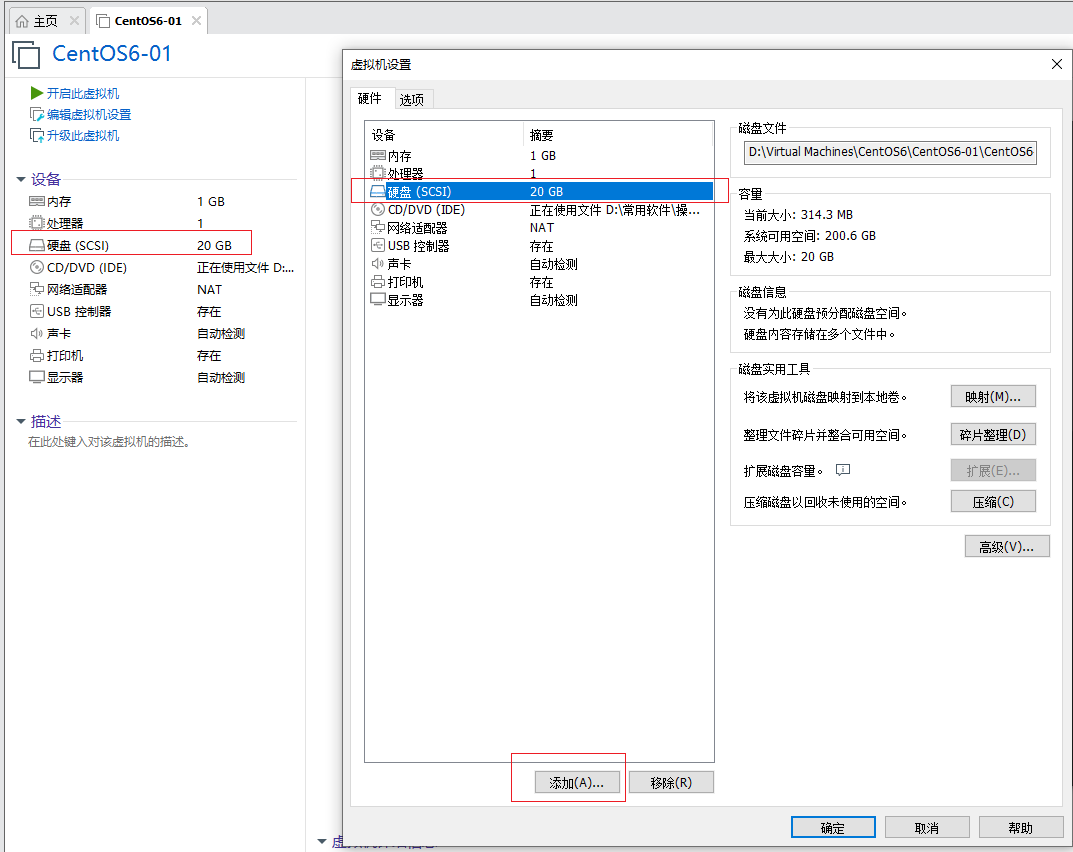 主页
CentOS6-01
CentOS6-01
开启此虚拟机
编辑虚拟机设置
升级此虚拟机
设备
内存 1 GB
处理器 1
硬盘 (SCSI) 20 GB
CD/DVD (IDE) 正在使用文件 D:...
网络适配器 NAT
USB 控制器 存在
声卡 自动检测
打印机 存在
显示器 自动检测
描述
在此处键入对该虚拟机的描述。
虚拟机设置
硬件 选项
设备 摘要
内存 1 GB
处理器 1
硬盘 (SCSI) 20 GB
CD/DVD (IDE) 正在使用文件 D:\常用软件\操...
网络适配器 NAT
USB 控制器 存在
声卡 自动检测
打印机 存在
显示器 自动检测
添加(A)... 移除(R)
磁盘文件
D:\Virtual Machines\CentOS6\CentOS6-01\CentOS6
容量
当前大小: 314.3 MB
系统可用空间: 200.6 GB
最大大小: 20 GB
磁盘信息
没有为此硬盘预分配磁盘空间。
硬盘内容存储在多个文件中。
磁盘实用工具
将该虚拟机磁盘映射到本地卷。 映射(M)...
整理文件碎片并整合可用空间。 碎片整理(D)
扩展磁盘容量。 扩展(E)...
压缩磁盘以回收未使用的空间。 压缩(C)
高级(V)...
确定 取消 帮助